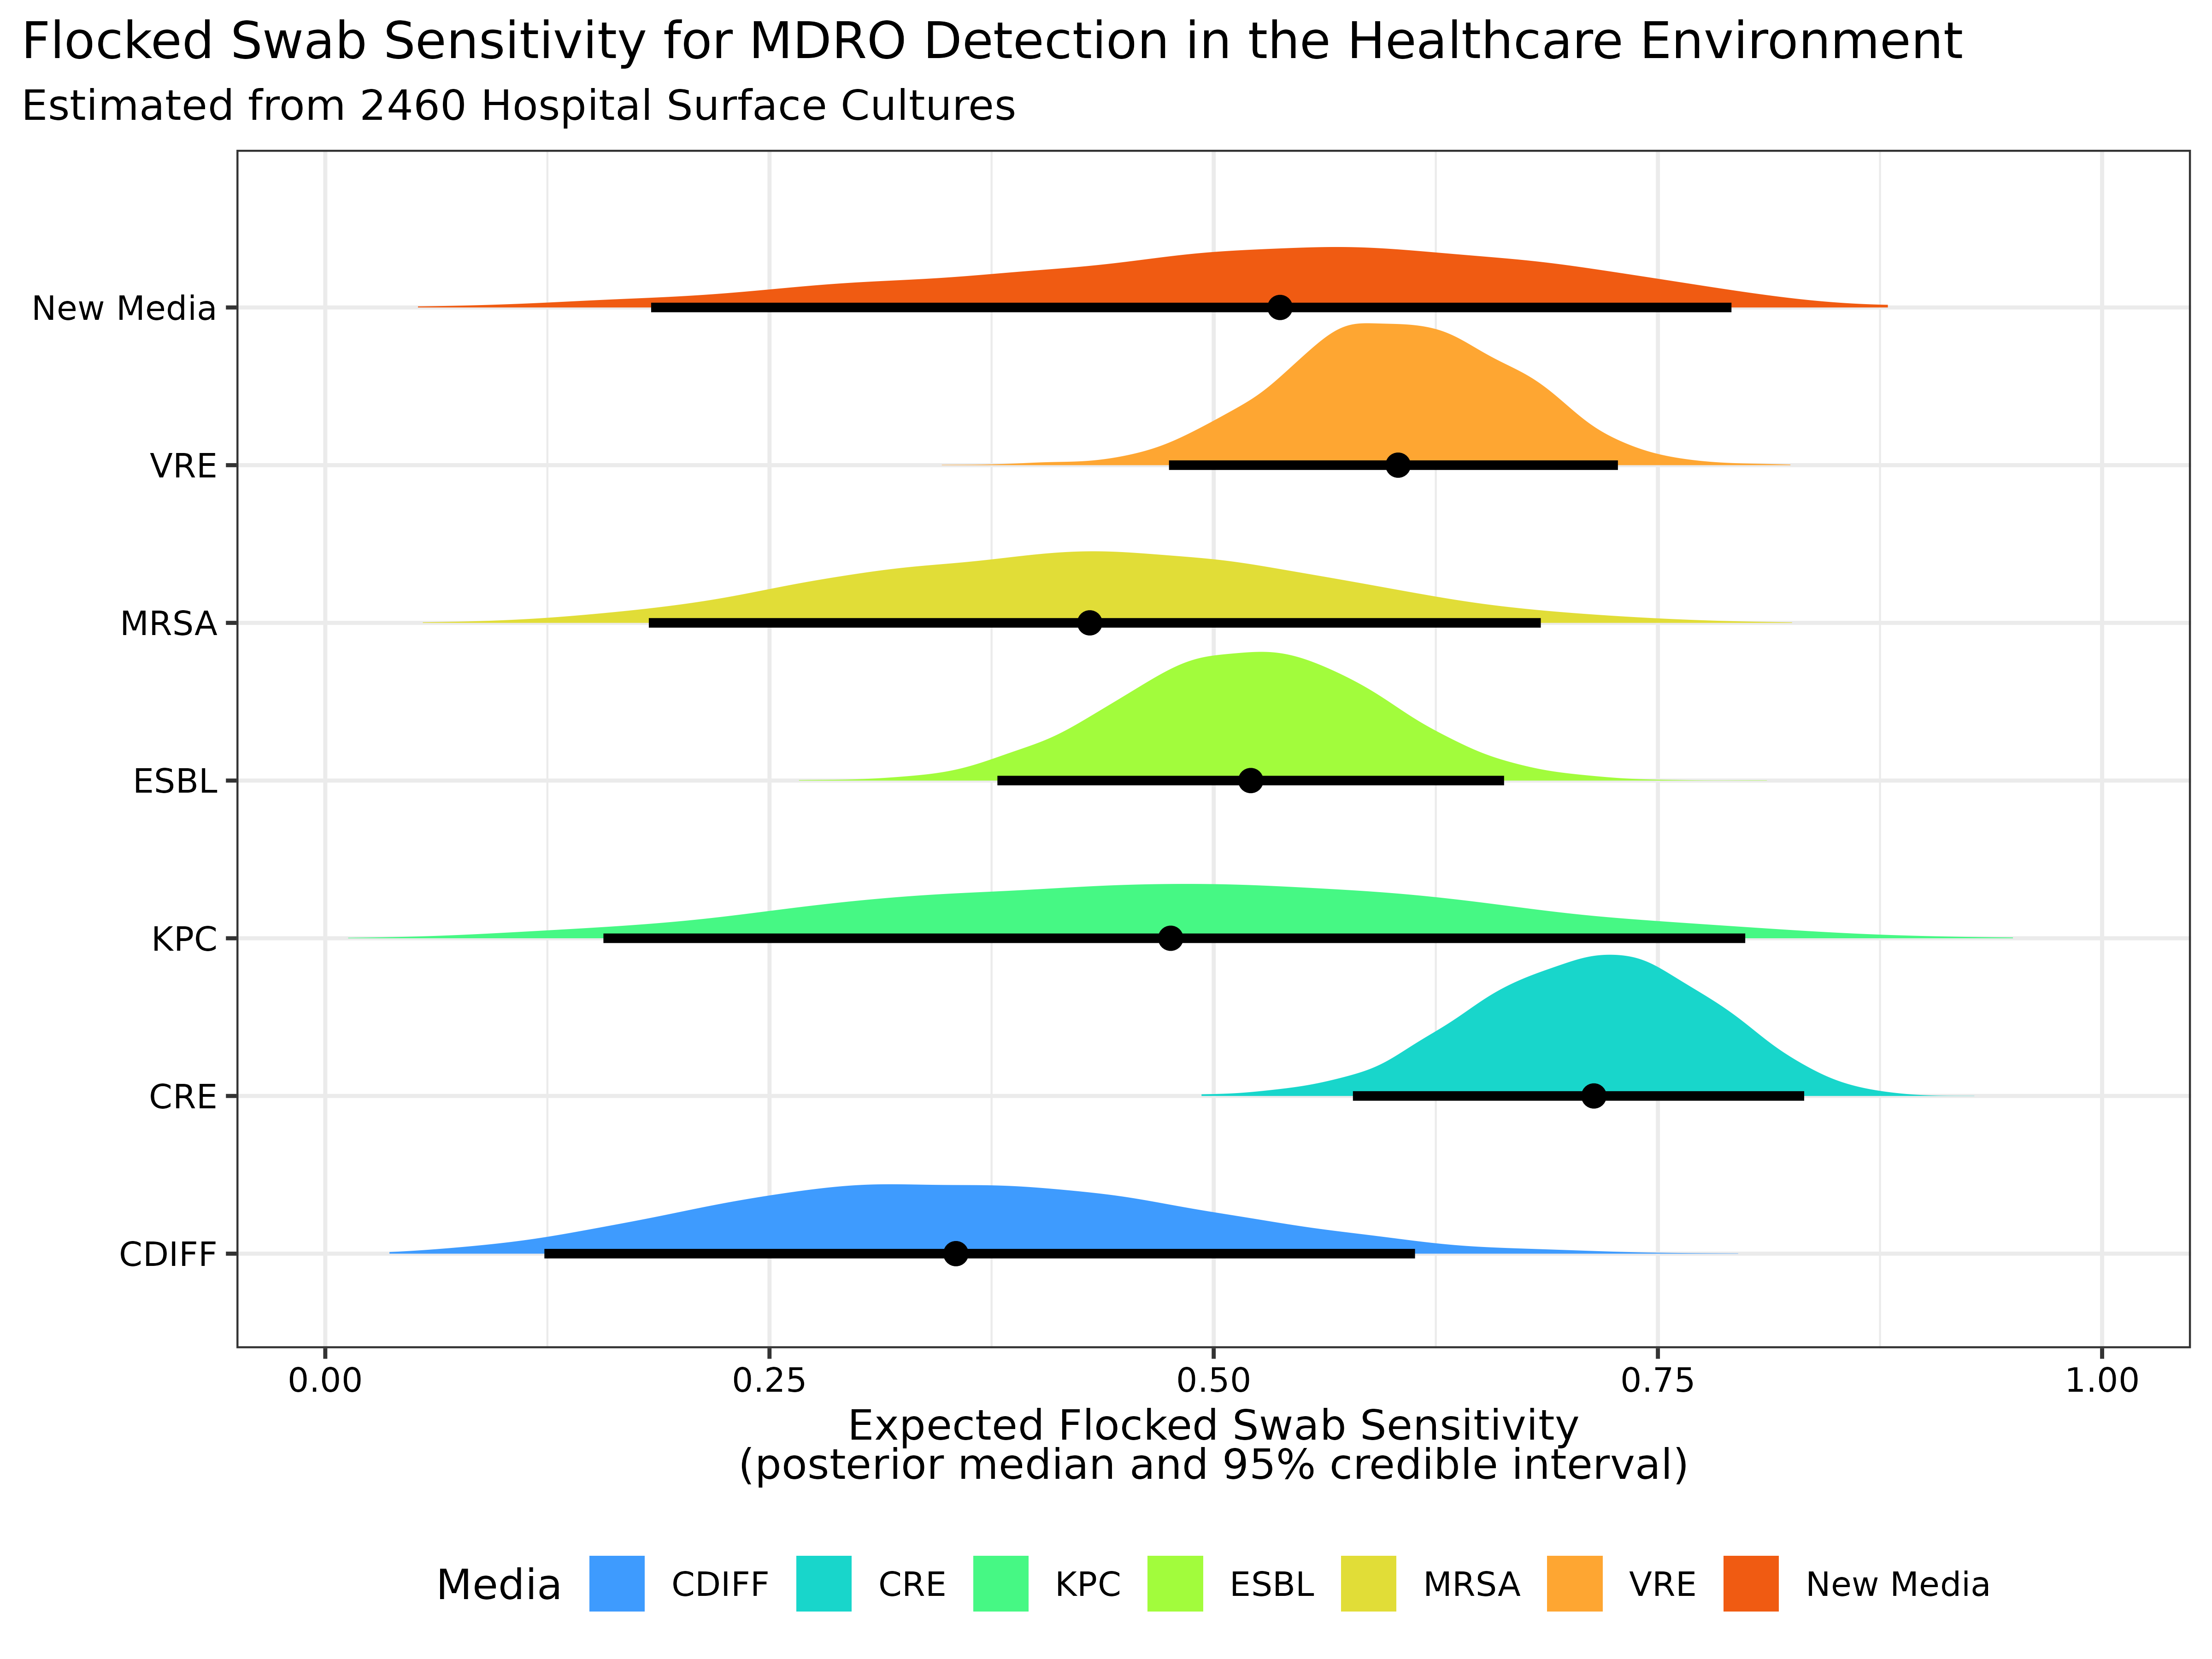 Flocked Swab Sensitivity for MDRO Detection in the Healthcare Environment
Estimated from 2460 Hospital Surface Cultures
New Media
VRE
MRSA
ESBL
KPC
CRE
CDIFF
0.00 0.25 0.50 0.75 1.00
Expected Flocked Swab Sensitivity
(posterior median and 95% credible interval)
Media CDIFF CRE KPC ESBL MRSA VRE New Media